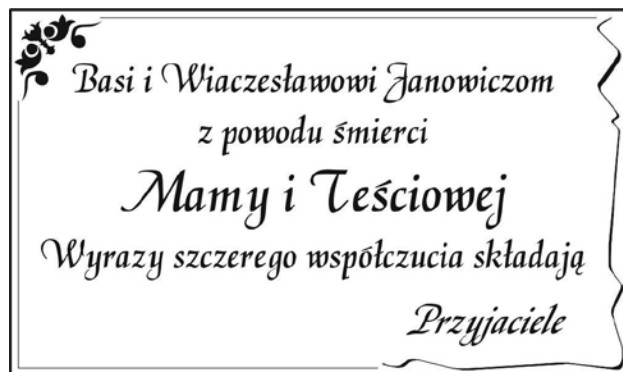 Basi i Wiaczesławowi Janowiczom
z powodu śmierci
Mamy i Teściowej
Wyrazy szczerego współczucia składają
Przyjaciele